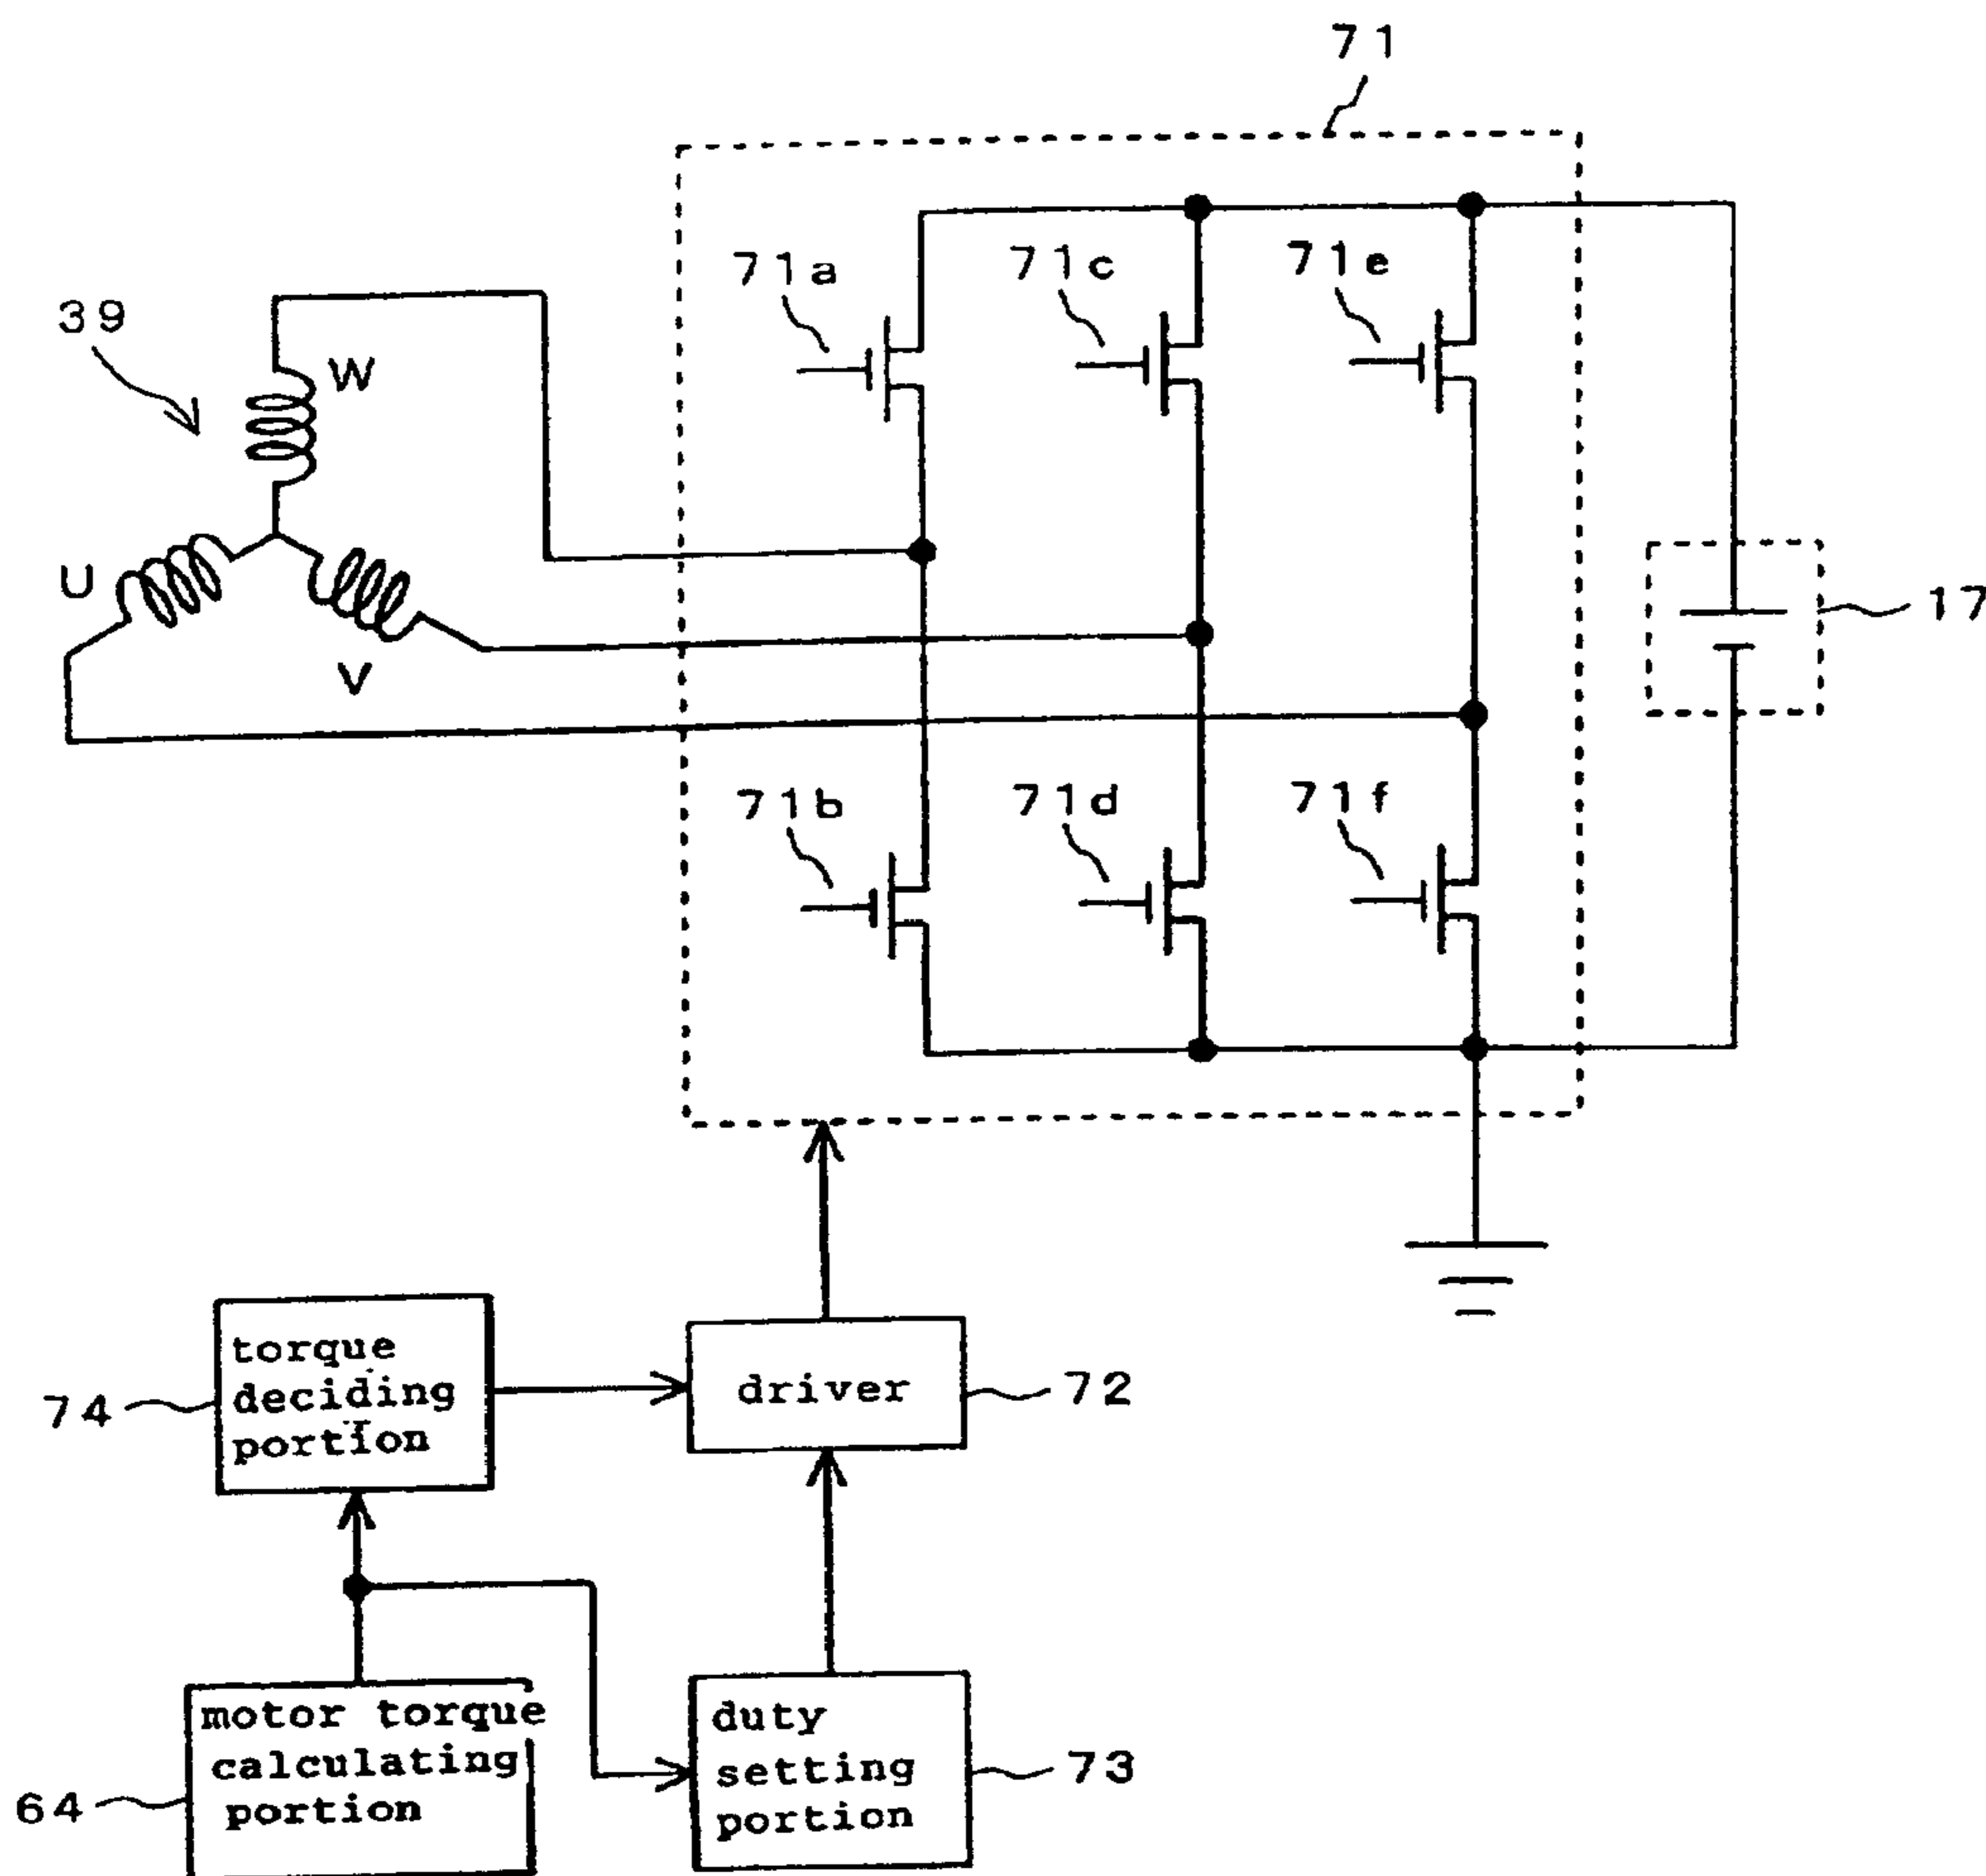 71
71a
71c
71e
39
W
U
V
17
71b
71d
71f
torque
deciding
portion
74
driver
72
motor torque
calculating
portion
64
duty
setting
portion
73